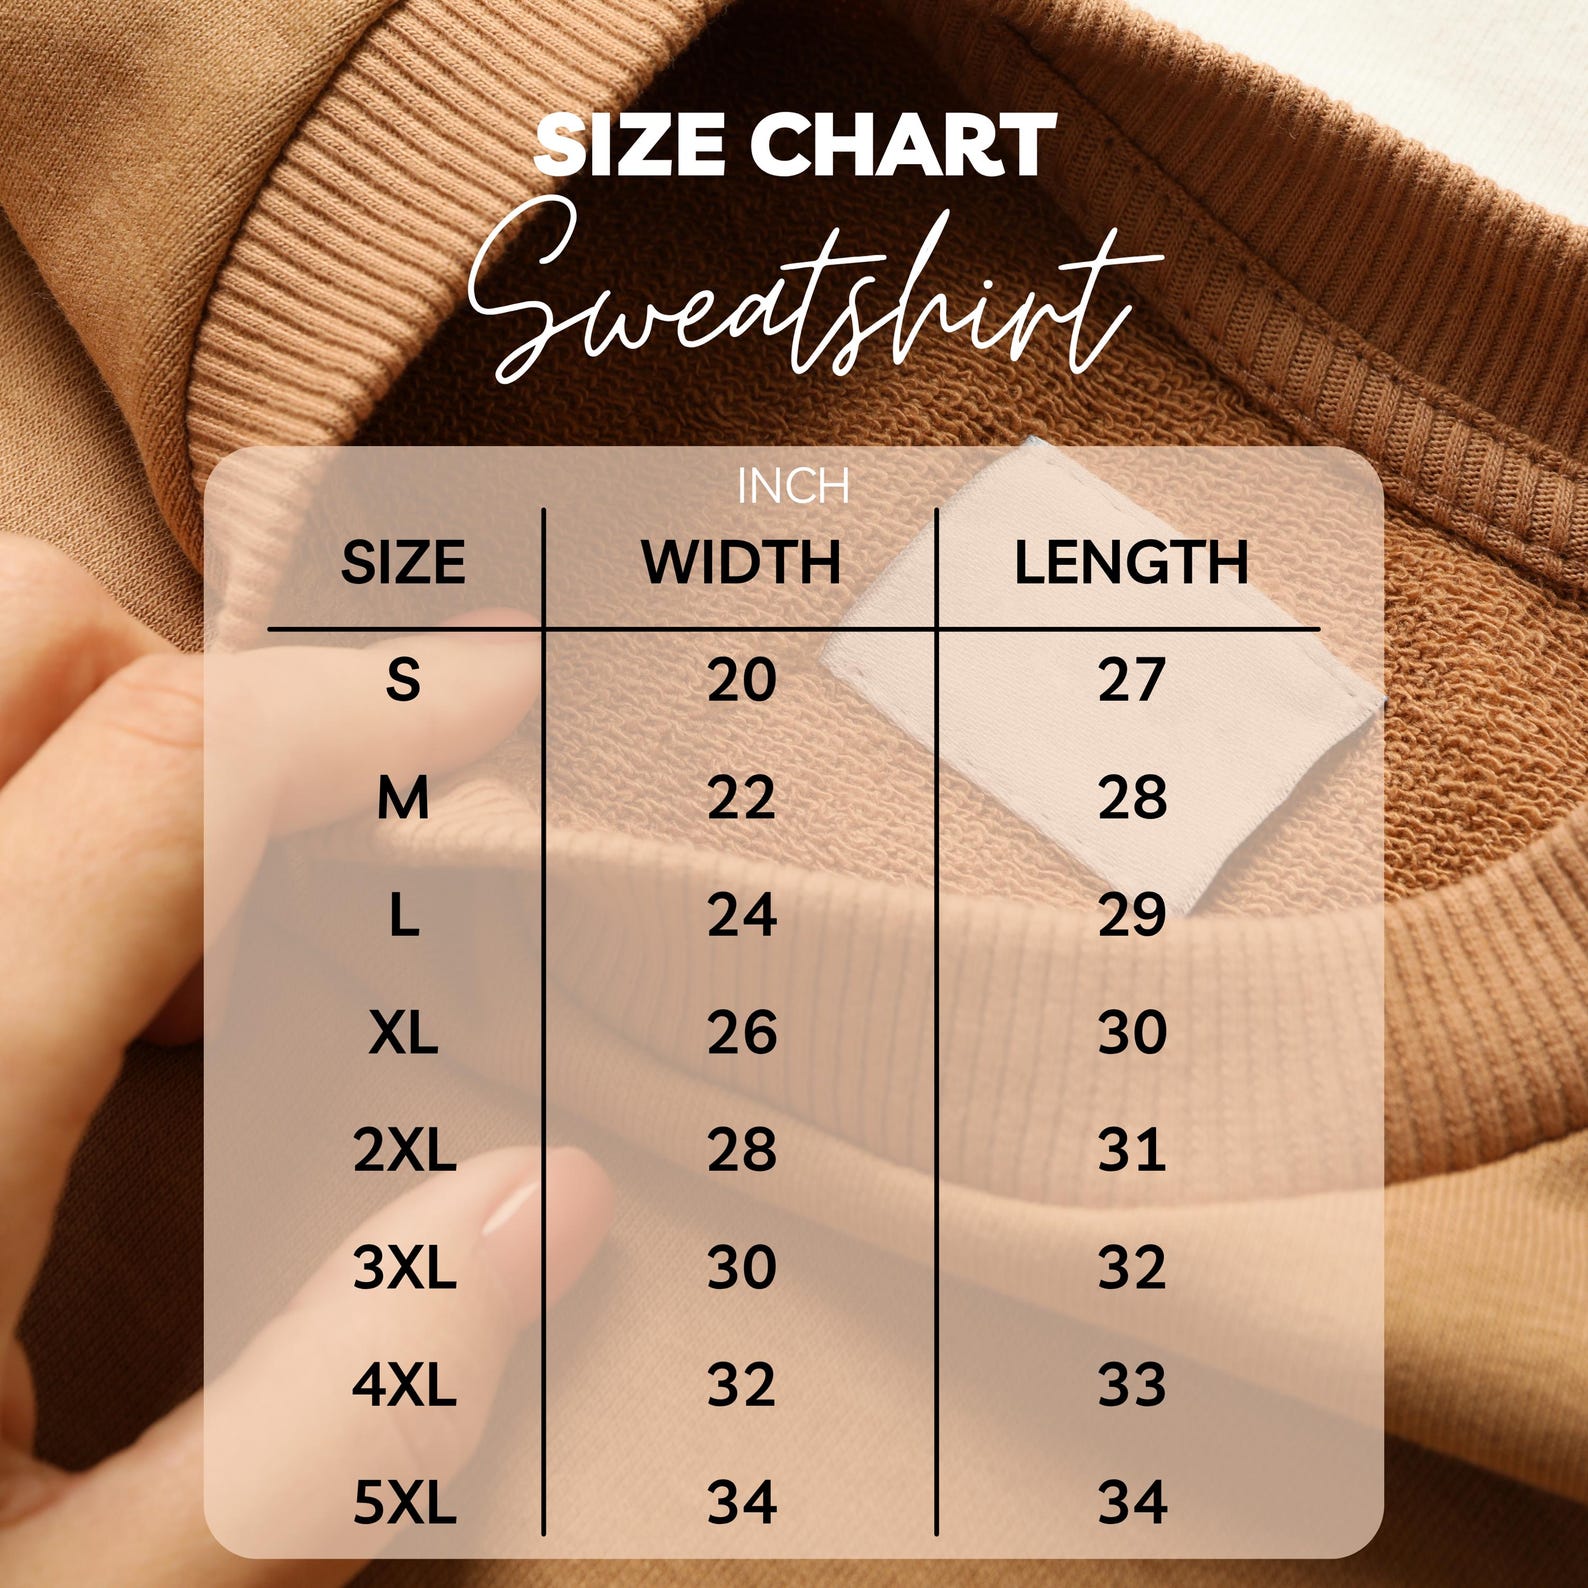 SIZE CHART
Sweatshirt
INCH
SIZE WIDTH LENGTH
S 20 27
M 22 28
L 24 29
XL 26 30
2XL 28 31
3XL 30 32
4XL 32 33
5XL 34 34